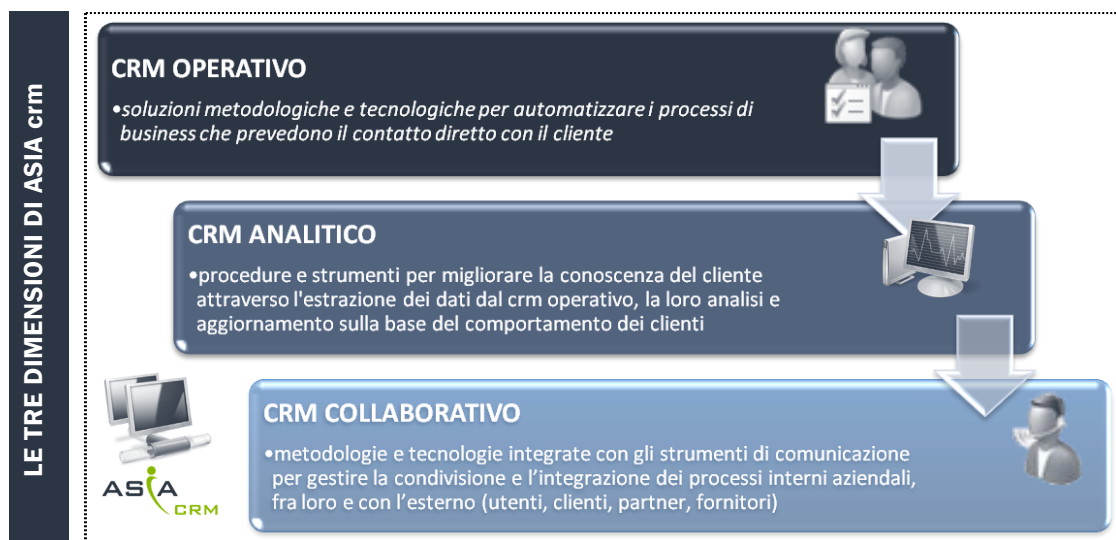 LE TRE DIMENSIONI DI ASIA crm
CRM OPERATIVO
•soluzioni metodologiche e tecnologiche per automatizzare i processi di
business che prevedono il contatto diretto con il cliente
CRM ANALITICO
•procedure e strumenti per migliorare la conoscenza del cliente
attraverso l'estrazione dei dati dal crm operativo, la loro analisi e
aggiornamento sulla base del comportamento dei clienti
CRM COLLABORATIVO
•metodologie e tecnologie integrate con gli strumenti di comunicazione
per gestire la condivisione e l’integrazione dei processi interni aziendali,
fra loro e con l’esterno (utenti, clienti, partner, fornitori)
ASIA
CRM